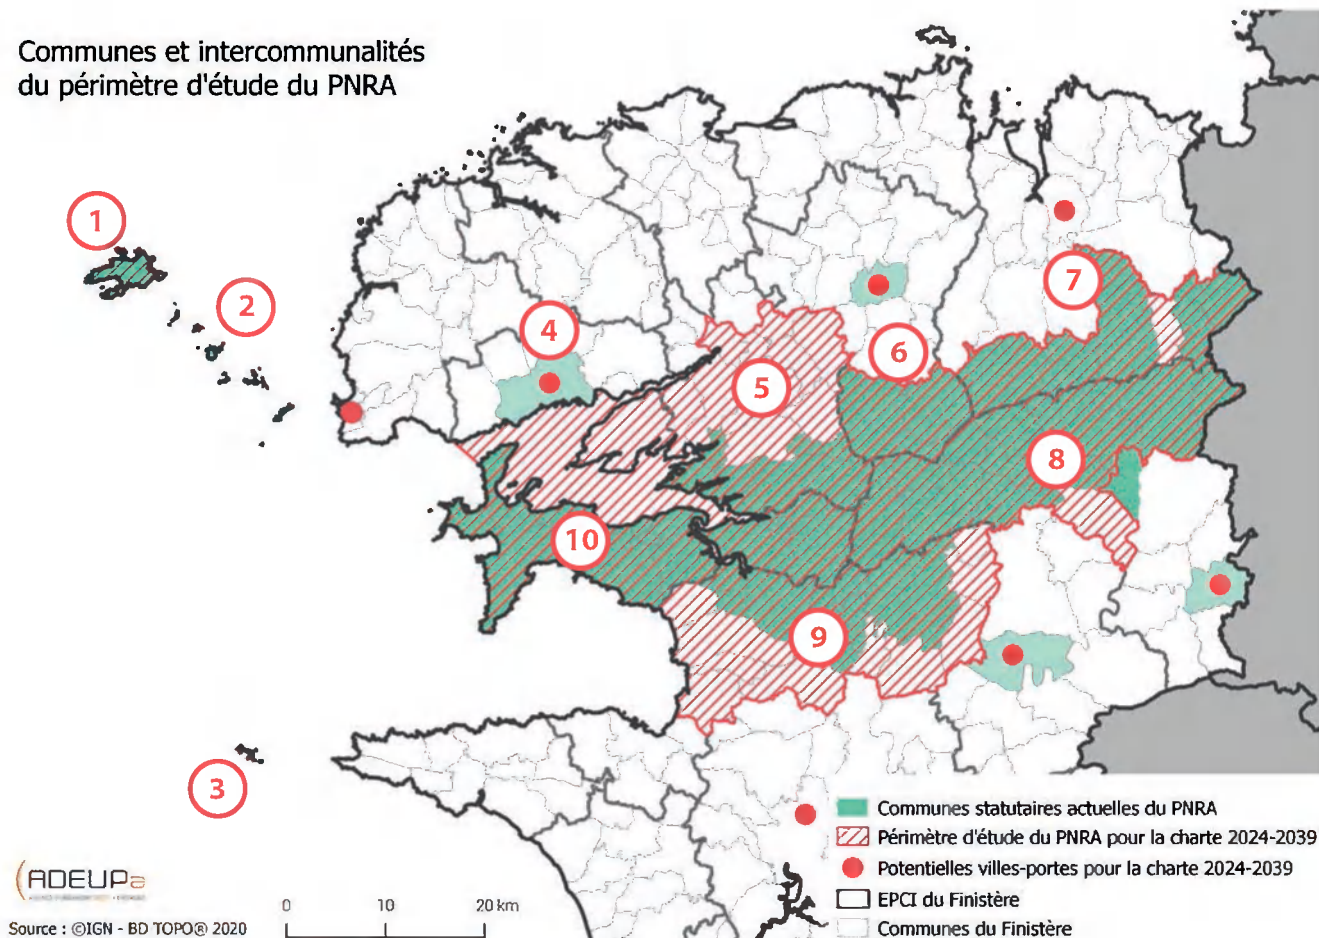 Communes et intercommunalités
du périmètre d'étude du PNRA
1
2
3
4
5
6
7
8
9
10
Communes statutaires actuelles du PNRA
Périmètre d'étude du PNRA pour la charte 2024-2039
Potentielles villes-portes pour la charte 2024-2039
EPCI du Finistère
Communes du Finistère
ADEUPa
0 10 20 km
Source : ©IGN - BD TOPO® 2020